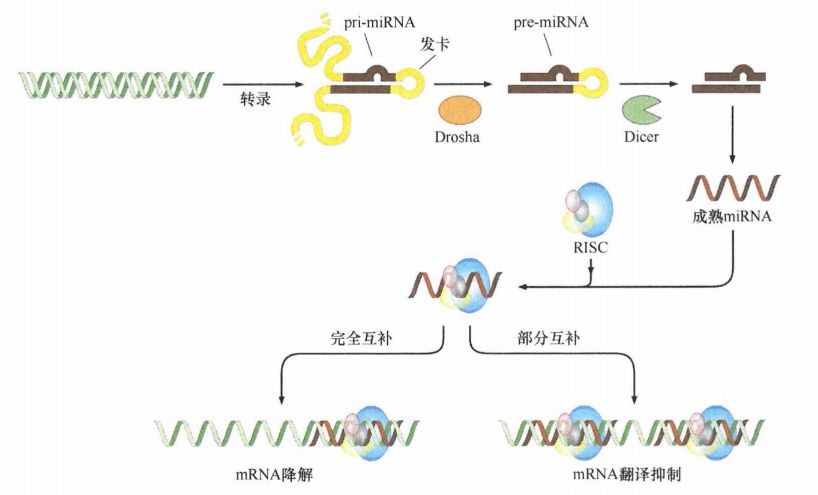 pri-miRNA
pre-miRNA
发卡
转录
Drosha
Dicer
成熟miRNA
RISC
完全互补
部分互补
mRNA降解
mRNA翻译抑制